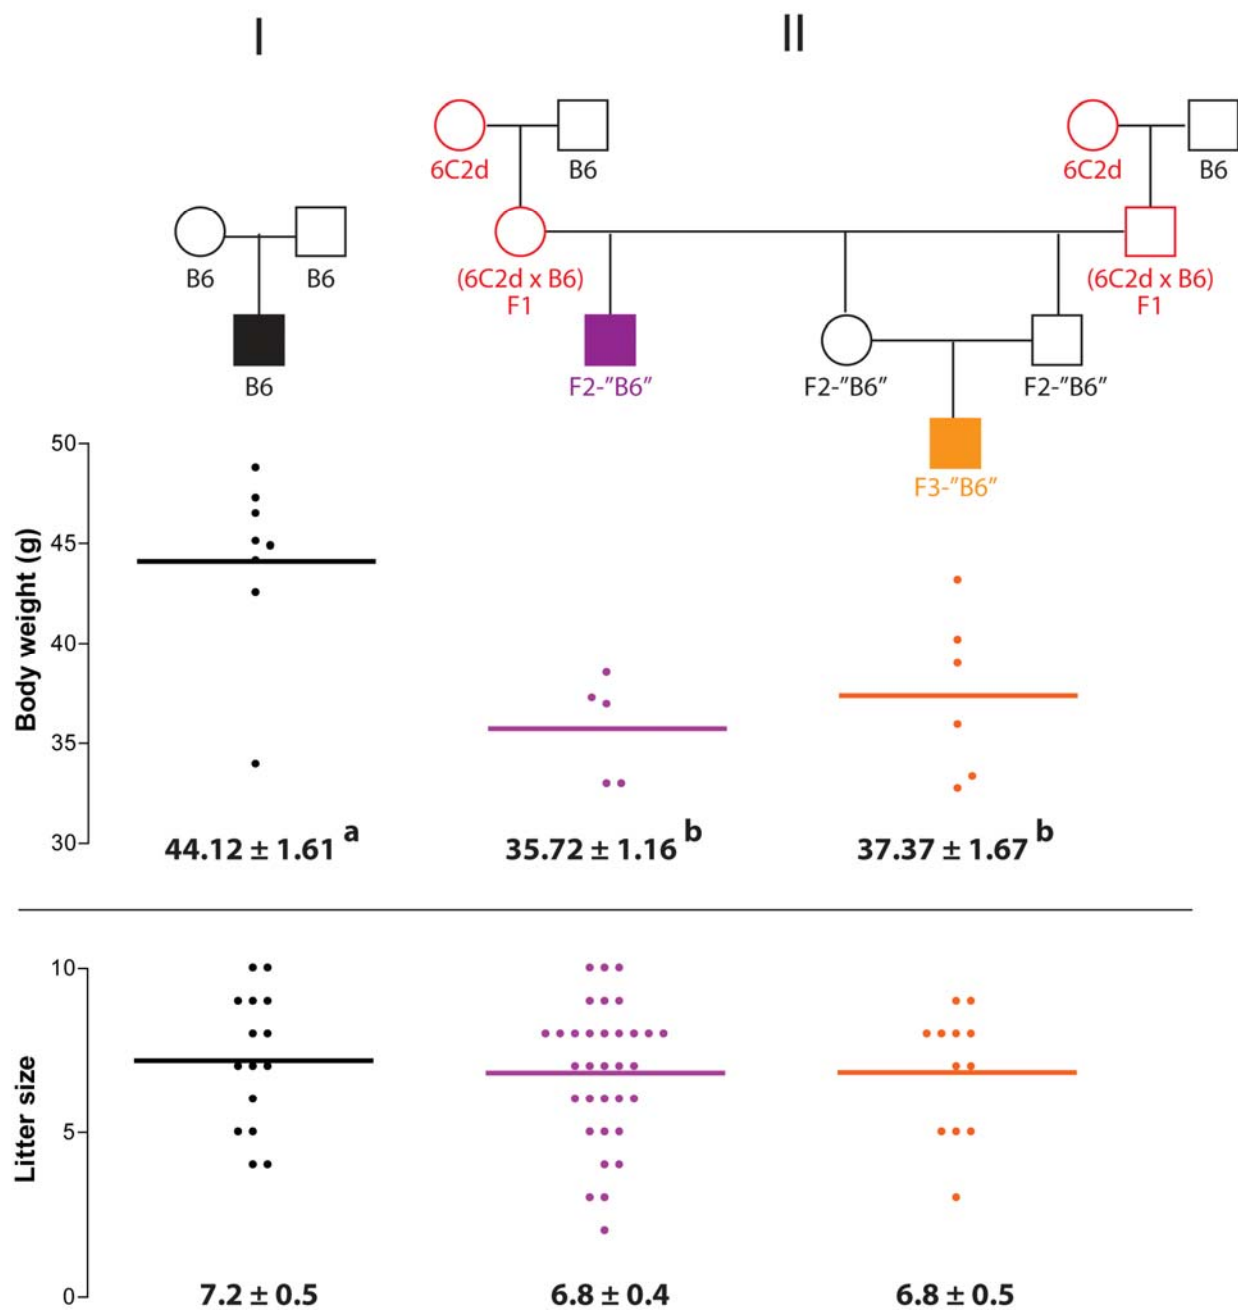 I II
6C2d B6 6C2d B6
B6 B6 (6C2d x B6) (6C2d x B6)
F1 F1
B6 F2-"B6" F2-"B6" F2-"B6"
F3-"B6"
Body weight (g)
50
45
40
35
30
44.12 ± 1.61 a 35.72 ± 1.16 b 37.37 ± 1.67 b
Litter size
10
5
0
7.2 ± 0.5 6.8 ± 0.4 6.8 ± 0.5